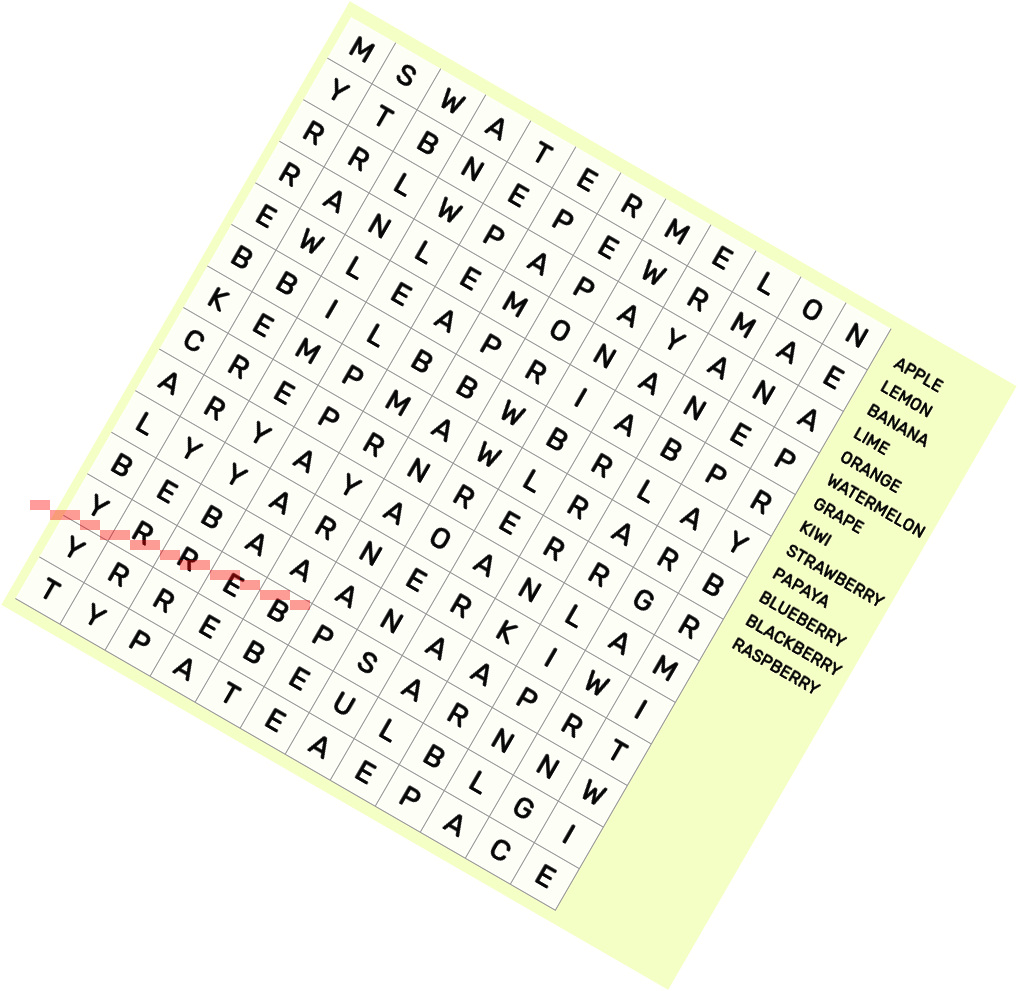 M S W A T E R M E L O N
Y T B N E P E W R M A E
R R L W P A P A Y A N A
R A N L E M O N A N E P
E W L E A P R I A B P R
B B I L B B W B R L A Y
K E M P M A W L R A R B
C R E P R N R E R R G R
A R Y A Y A O A N L A M
L Y Y A R N E R K I W I
B E B A A A N A A P R T
Y R R E B P S A R N N W
Y R R E B E U L B L G I
T Y P A T E A E P A C E
APPLE
LEMON
BANANA
LIME
ORANGE
WATERMELON
GRAPE
KIWI
STRAWBERRY
PAPAYA
BLUEBERRY
BLACKBERRY
RASPBERRY